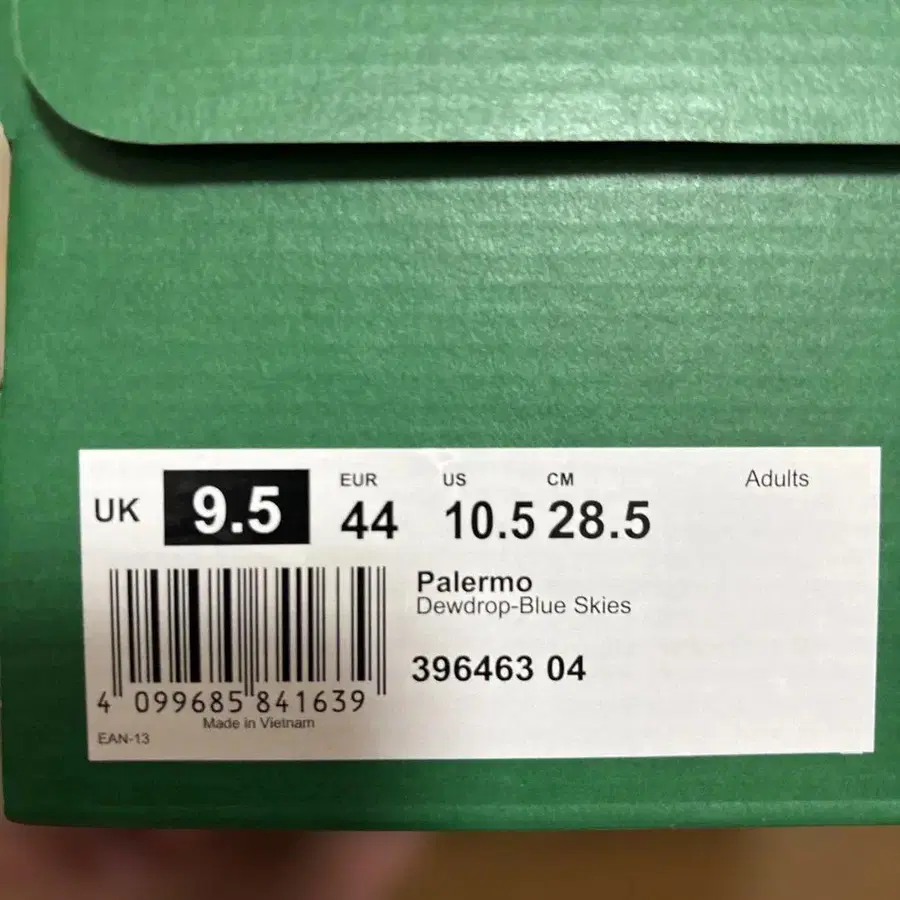 UK 9.5 EUR 44 US 10.5 CM 28.5 Adults
Palermo
Dewdrop-Blue Skies
396463 04
4 099685 841639
Made in Vietnam
EAN-13